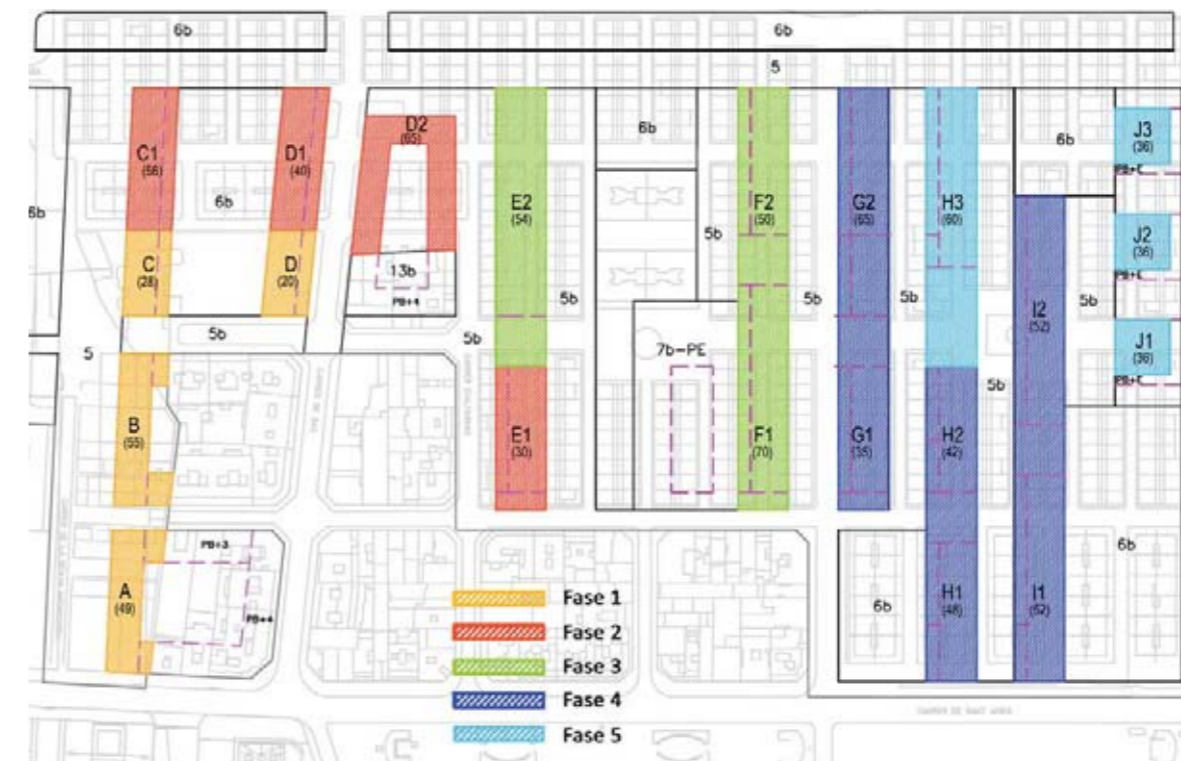 6b
6b
5
C1
(56)
D1
(40)
D2
(65)
6b
6b
E2
(54)
6b
5b
F2
(50)
G2
(65)
H3
(60)
6b
J3
(36)
PB+E
C
(28)
D
(20)
13b
PB+4
5b
5b
5b
J2
(36)
PB+E
5b
I2
(52)
5
5b
5b
7b-PE
J1
(36)
PB+E
5b
B
(55)
E1
(30)
F1
(70)
G1
(35)
H2
(42)
PB+3
6b
A
(49)
PB+4
6b
H1
(48)
I1
(52)
Fase 1
Fase 2
Fase 3
Fase 4
Fase 5